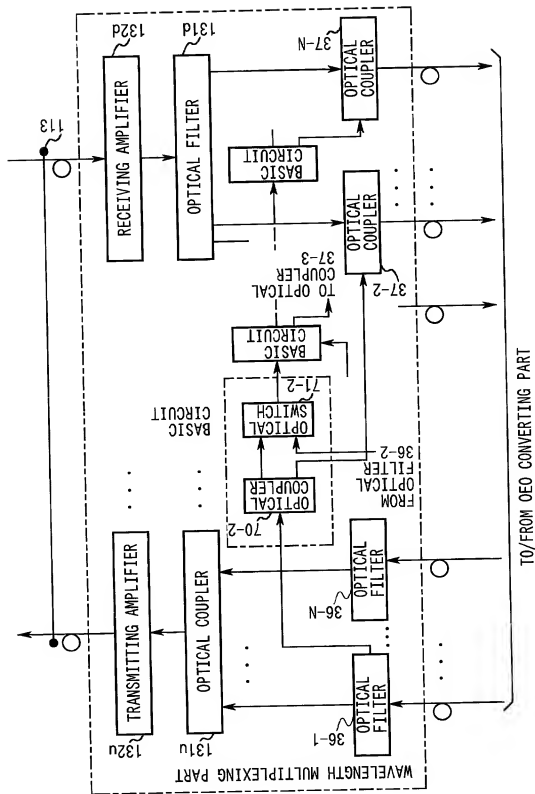 113
132u
TRANSMITTING AMPLIFIER
132d
RECEIVING AMPLIFIER
131u
OPTICAL COUPLER
131d
OPTICAL FILTER
BASIC
CIRCUIT
70-2
OPTICAL
COUPLER
OPTICAL
SWITCH
71-2
BASIC
CIRCUIT
TO OPTICAL
COUPLER
37-3
BASIC
CIRCUIT
37-N
OPTICAL
COUPLER
FROM
OPTICAL
FILTER
36-2
OPTICAL
COUPLER
37-2
36-1
OPTICAL
FILTER
36-N
OPTICAL
FILTER
WAVELENGTH MULTIPLEXING PART
TO/FROM OEO CONVERTING PART